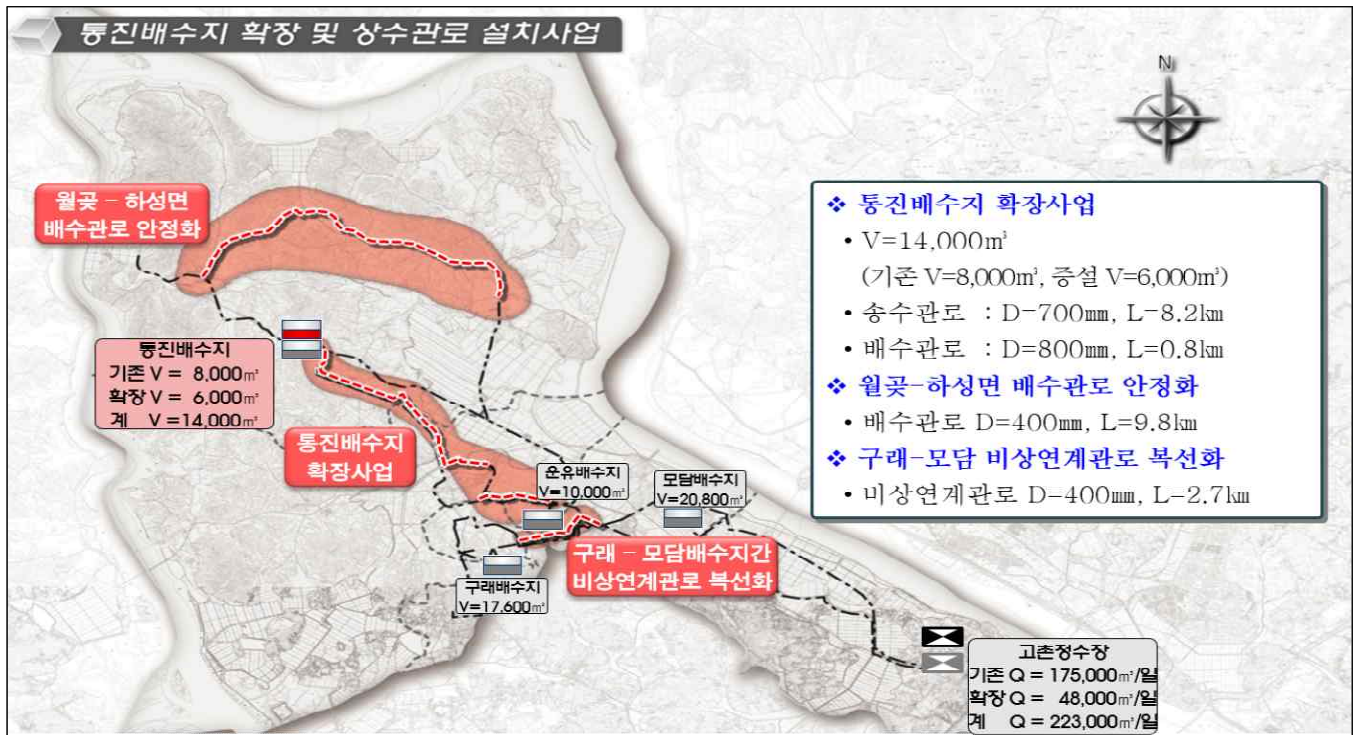 통진배수지 확장 및 상수관로 설치사업
N
월곶 - 하성면
배수관로 안정화
❖ 통진배수지 확장사업
• V=14,000㎥
(기존 V=8,000㎥, 증설 V=6,000㎥)
• 송수관로 : D-700㎜, L-8.2㎞
• 배수관로 : D=800㎜, L=0.8㎞
❖ 월곶-하성면 배수관로 안정화
• 배수관로 D=400㎜, L=9.8㎞
❖ 구래-모담 비상연계관로 복선화
• 비상연계관로 D-400㎜, L-2.7㎞
통진배수지
기존 V = 8,000㎥
확장 V = 6,000㎥
계 V =14,000㎥
통진배수지
확장사업
운유배수지
V=10,000㎥
모담배수지
V=20,800㎥
구래 - 모담배수지간
비상연계관로 복선화
구래배수지
V=17,600㎥
고촌정수장
기존 Q = 175,000㎥/일
확장 Q = 48,000㎥/일
계 Q = 223,000㎥/일